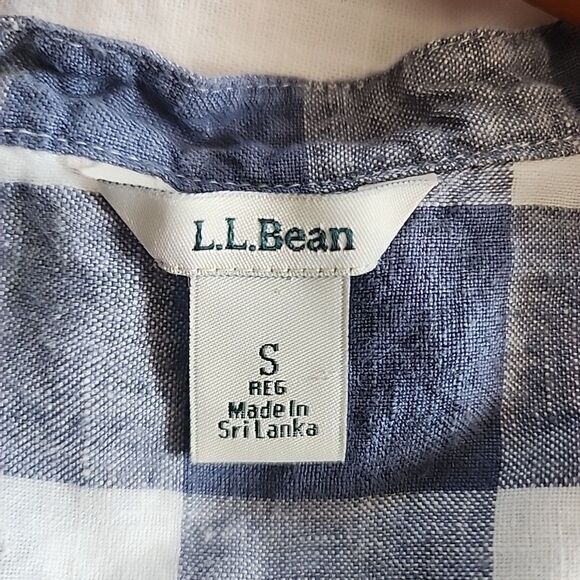 L.L.Bean
S
REG
Made In
Sri Lanka